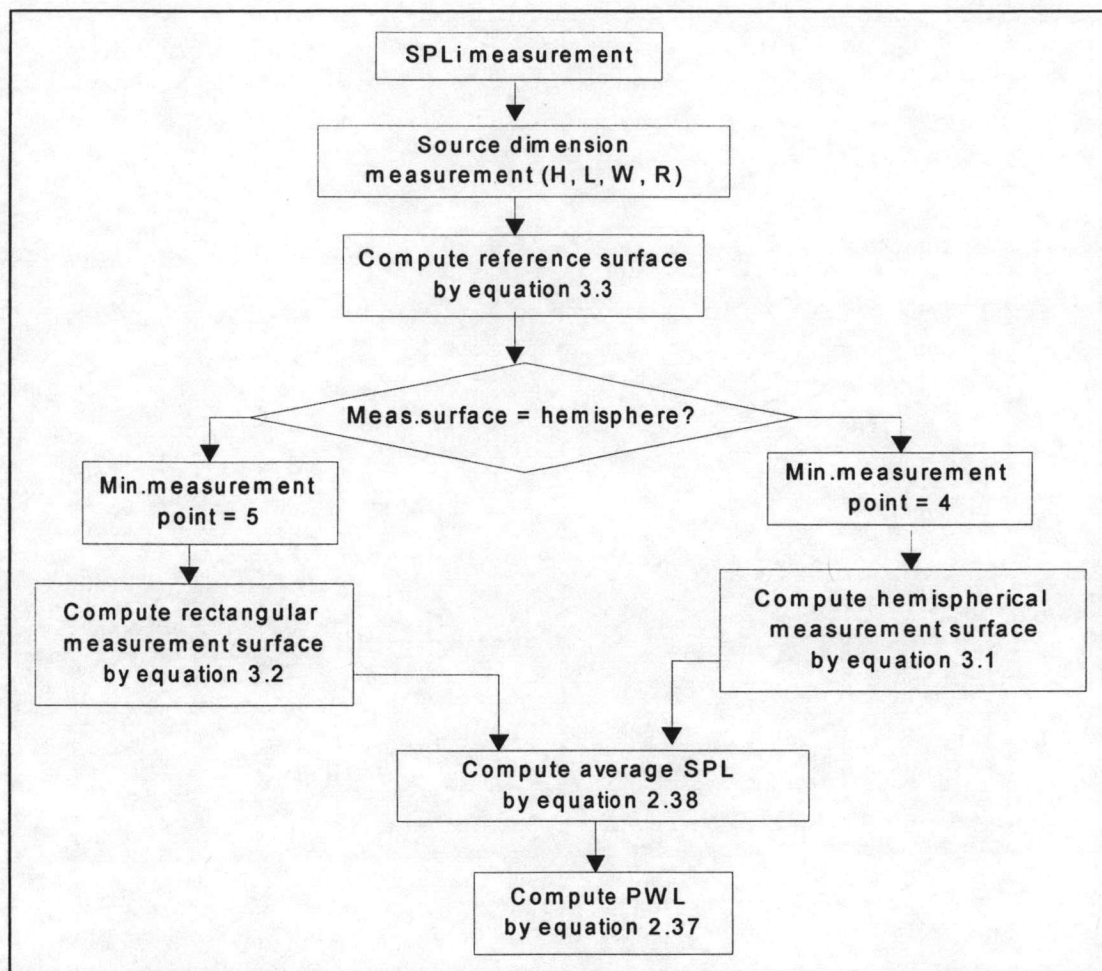 SPLi measurement
Source dimension
measurement (H, L, W, R)
Compute reference surface
by equation 3.3
Meas.surface = hemisphere?
Min.measurement
point = 5
Min.measurement
point = 4
Compute rectangular
measurement surface
by equation 3.2
Compute hemispherical
measurement surface
by equation 3.1
Compute average SPL
by equation 2.38
Compute PWL
by equation 2.37